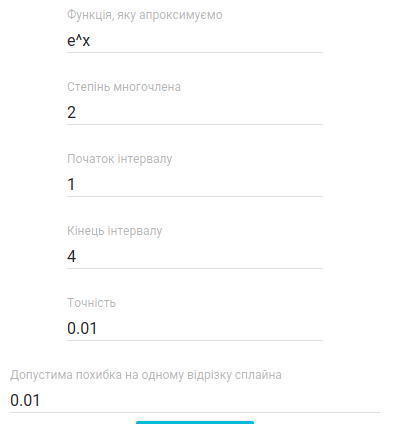 Функція, яку апроксимуємо
e^x
Степінь многочлена
2
Початок інтервалу
1
Кінець інтервалу
4
Точність
0.01
Допустима похибка на одному відрізку сплайна
0.01